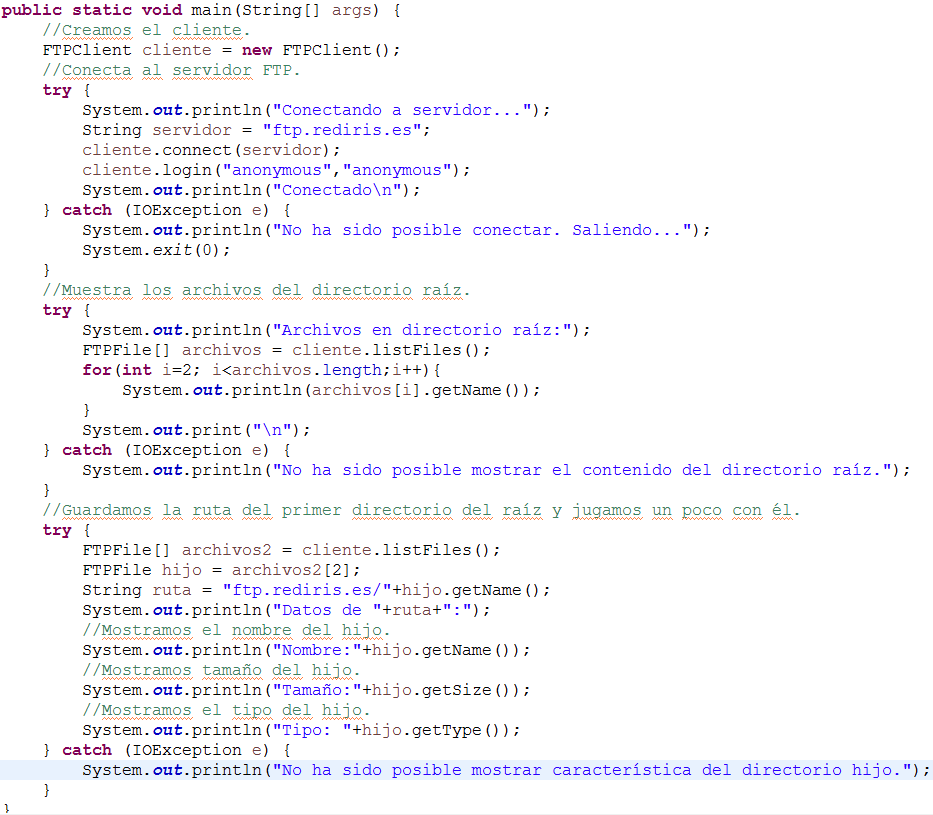 public static void main(String[] args) {
    //Creamos el cliente.
    FTPClient cliente = new FTPClient();
    //Conecta al servidor FTP.
    try {
        System.out.println("Conectando a servidor...");
        String servidor = "ftp.rediris.es";
        cliente.connect(servidor);
        cliente.login("anonymous","anonymous");
        System.out.println("Conectado\n");
    } catch (IOException e) {
        System.out.println("No ha sido posible conectar. Saliendo...");
        System.exit(0);
    }
    //Muestra los archivos del directorio raíz.
    try {
        System.out.println("Archivos en directorio raíz:");
        FTPFile[] archivos = cliente.listFiles();
        for(int i=2; i<archivos.length;i++){
            System.out.println(archivos[i].getName());
        }
        System.out.print("\n");
    } catch (IOException e) {
        System.out.println("No ha sido posible mostrar el contenido del directorio raíz.");
    }
    //Guardamos la ruta del primer directorio del raíz y jugamos un poco con él.
    try {
        FTPFile[] archivos2 = cliente.listFiles();
        FTPFile hijo = archivos2[2];
        String ruta = "ftp.rediris.es/"+hijo.getName();
        System.out.println("Datos de "+ruta+":");
        //Mostramos el nombre del hijo.
        System.out.println("Nombre:"+hijo.getName());
        //Mostramos tamaño del hijo.
        System.out.println("Tamaño:"+hijo.getSize());
        //Mostramos el tipo del hijo.
        System.out.println("Tipo: "+hijo.getType());
    } catch (IOException e) {
        System.out.println("No ha sido posible mostrar característica del directorio hijo.");
    }
}